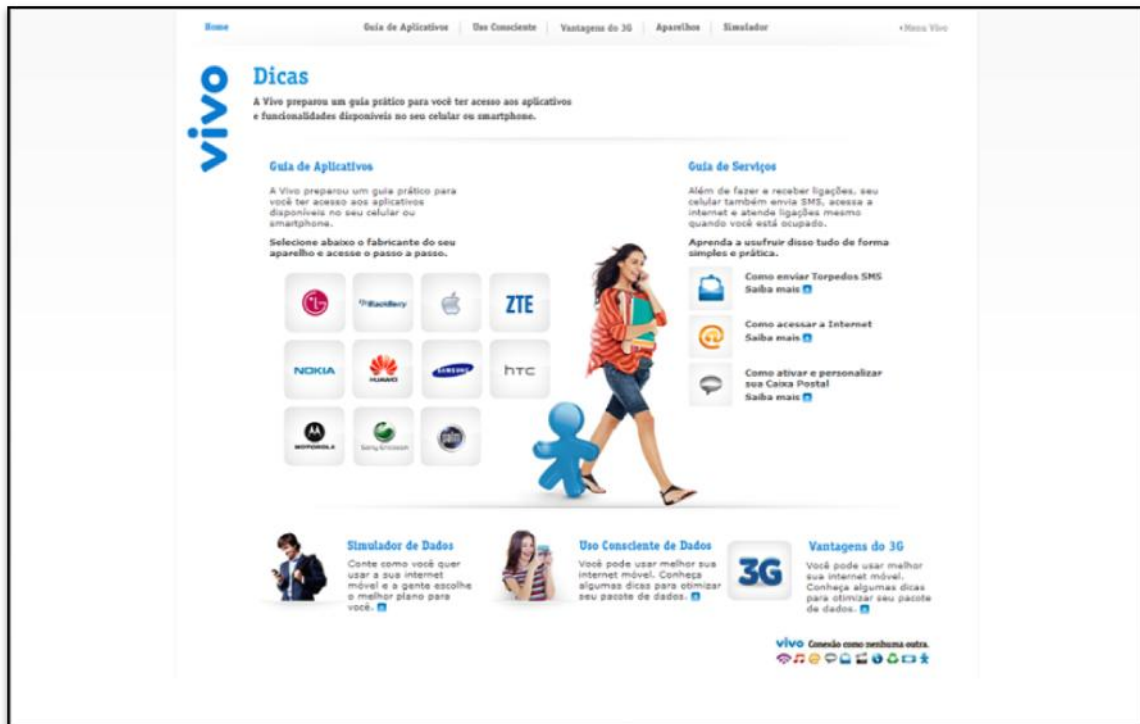 Home
Guia de Aplicativos
Uso Consciente
Vantagens do 3G
Aparelhos
Simulador
Menu Vivo
vivo
Dicas
A Vivo preparou um guia prático para você ter acesso aos aplicativos
e funcionalidades disponíveis no seu celular ou smartphone.
Guia de Aplicativos
A Vivo preparou um guia prático para
você ter acesso aos aplicativos
disponíveis no seu celular ou
smartphone.
Selecione abaixo o fabricante do seu
aparelho e acesse o passo a passo.
LG
BlackBerry
ZTE
NOKIA
HUAWEI
SAMSUNG
hTC
MOTOROLA
Sony Ericsson
palm
Guia de Serviços
Além de fazer e receber ligações, seu
celular também envia SMS, acessa a
internet e atende ligações mesmo
quando você está ocupado.
Aprenda a usufruir disso tudo de forma
simples e prática.
Como enviar Torpedos SMS
Saiba mais
@
Como acessar a Internet
Saiba mais
Como ativar e personalizar
sua Caixa Postal
Saiba mais
Simulador de Dados
Conte como você quer
usar a sua internet
móvel e a gente escolhe
o melhor plano para
você.
Uso Consciente de Dados
Você pode usar melhor sua
internet móvel. Conheça
algumas dicas para otimizar
seu pacote de dados.
3G
Vantagens do 3G
Você pode usar melhor
sua internet móvel.
Conheça algumas dicas
para otimizar seu pacote
de dados.
vivo Conexão como nenhuma outra.